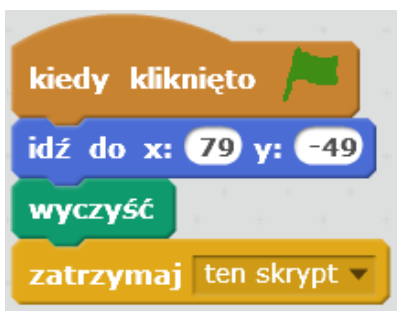 kiedy kliknięto
idź do x: 79 y: -49
wyczyść
zatrzymaj ten skrypt